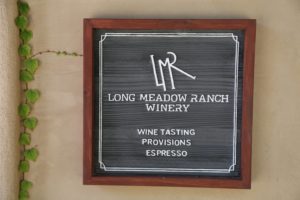 LMR
LONG MEADOW RANCH
WINERY
WINE TASTING
PROVISIONS
ESPRESSO